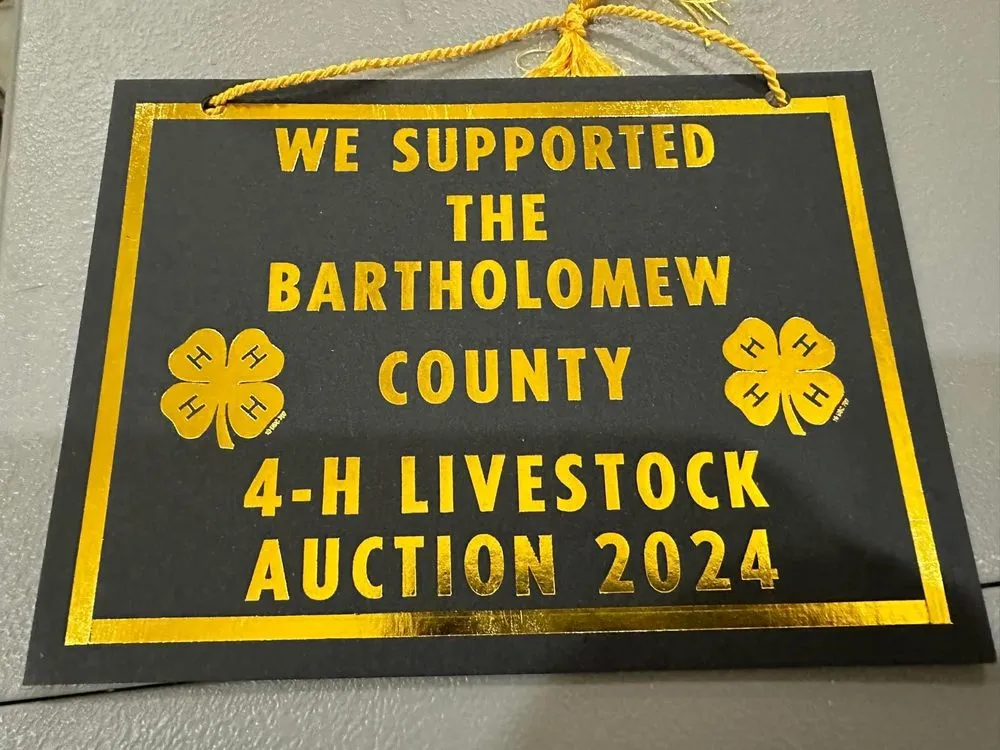 WE SUPPORTED
THE
BARTHOLOMEW
COUNTY
H H
H H
H H
H H
4-H LIVESTOCK
AUCTION 2024